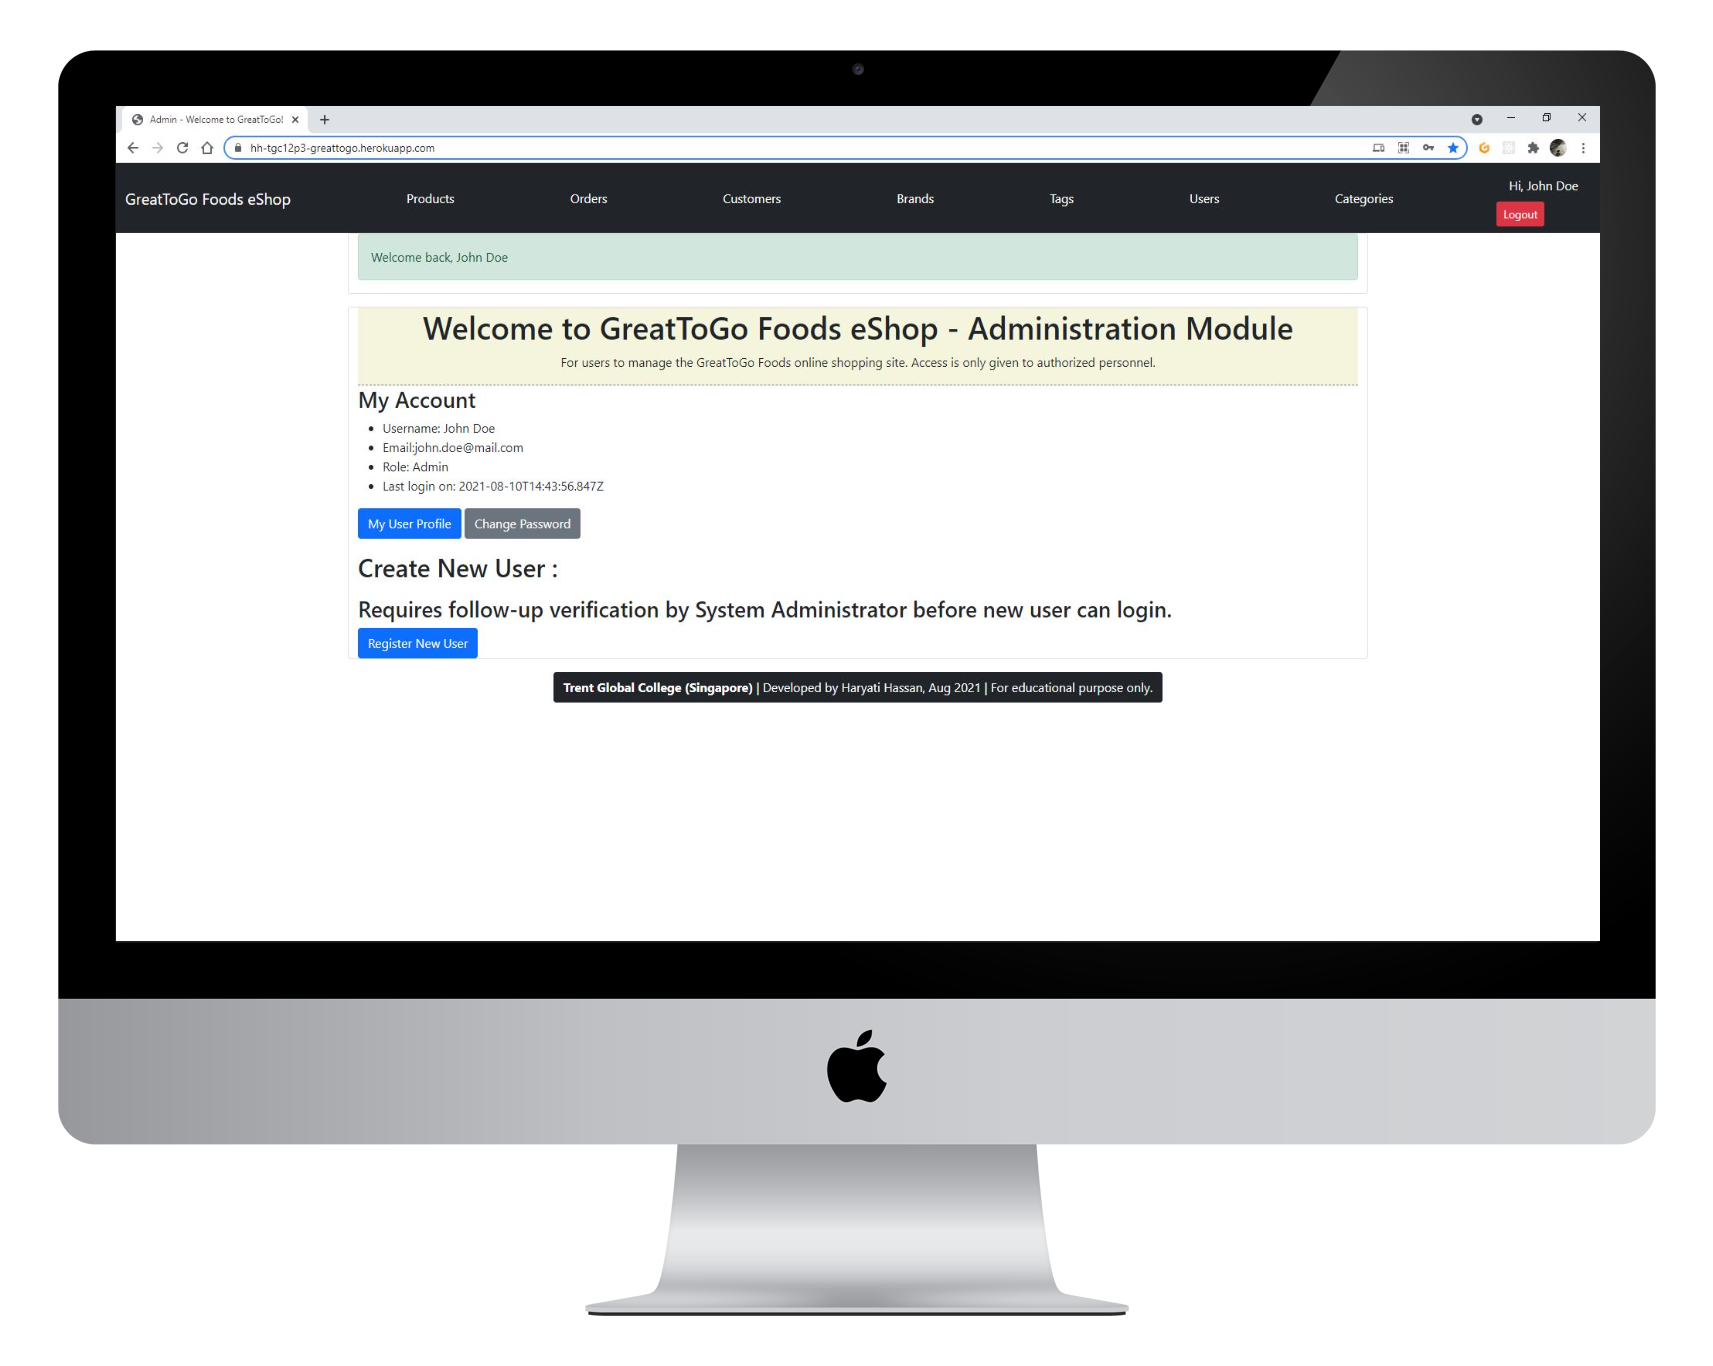 Admin - Welcome to GreatToGo!
hh-tgc12p3-greattogo.herokuapp.com
GreatToGo Foods eShop Products Orders Customers Brands Tags Users Categories Hi, John Doe
Logout
Welcome back, John Doe
Welcome to GreatToGo Foods eShop - Administration Module
For users to manage the GreatToGo Foods online shopping site. Access is only given to authorized personnel.
My Account
Username: John Doe
Email:john.doe@mail.com
Role: Admin
Last login on: 2021-08-10T14:43:56.847Z
My User Profile Change Password
Create New User :
Requires follow-up verification by System Administrator before new user can login.
Register New User
Trent Global College (Singapore) | Developed by Haryati Hassan, Aug 2021 | For educational purpose only.